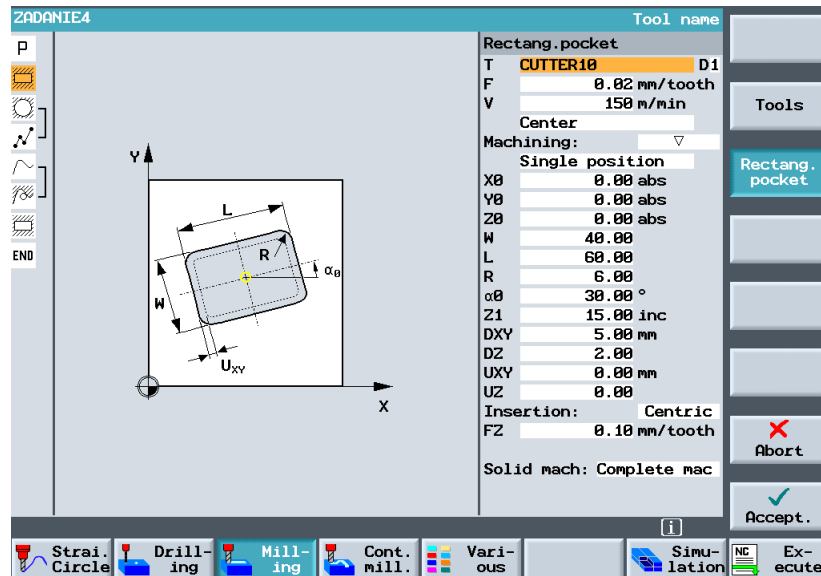 ZADANIE4 Tool name
P
END
Y
X
L
R
W
α0
UXY
Rectang.pocket
T CUTTER10 D1
F 0.02 mm/tooth
V 150 m/min
Center
Machining: ▽
Single position
X0 0.00 abs
Y0 0.00 abs
Z0 0.00 abs
W 40.00
L 60.00
R 6.00
α0 30.00 °
Z1 15.00 inc
DXY 5.00 mm
DZ 2.00
UXY 0.00 mm
UZ 0.00
Insertion: Centric
FZ 0.10 mm/tooth
Solid mach: Complete mac
Tools
Rectang.
pocket
Abort
Accept.
i
Strai.
Circle
Drill-
ing
Mill-
ing
Cont.
mill.
Vari-
ous
Simu-
lation
NC
Ex-
ecute